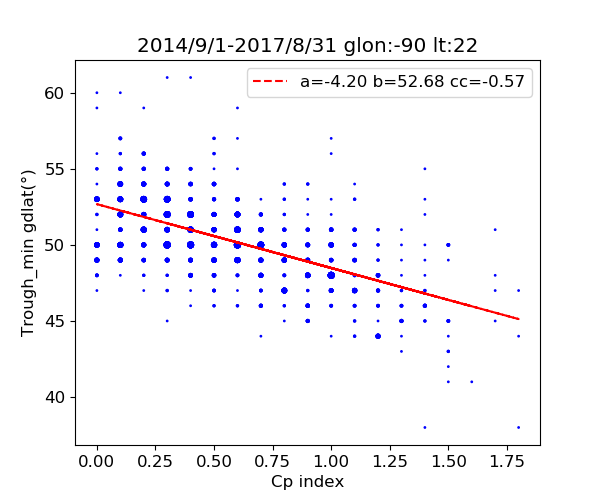 2014/9/1-2017/8/31 glon:-90 lt:22
a=-4.20 b=52.68 cc=-0.57
Trough_min gdlat(°)
60
55
50
45
40
0.00 0.25 0.50 0.75 1.00 1.25 1.50 1.75
Cp index